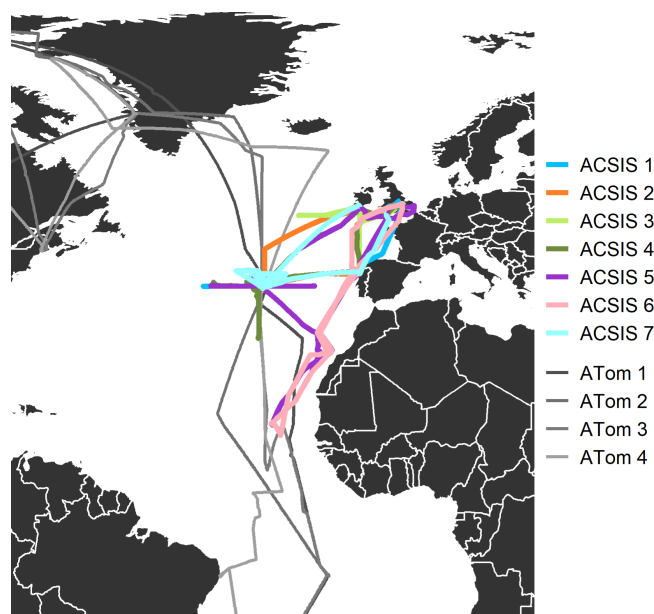 ACSIS 1
ACSIS 2
ACSIS 3
ACSIS 4
ACSIS 5
ACSIS 6
ACSIS 7
ATom 1
ATom 2
ATom 3
ATom 4